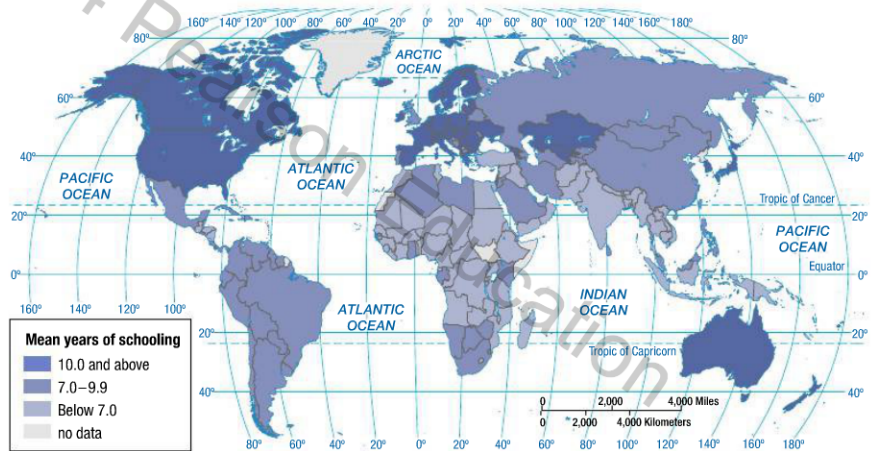 160° 140° 120° 100° 80° 60° 40° 20° 0° 20° 40° 60° 80° 100° 120° 140° 160° 180°
80° 80°
ARCTIC
OCEAN
60° 60°
40° 40°
PACIFIC
OCEAN
ATLANTIC
OCEAN
Tropic of Cancer
20° 20°
PACIFIC
OCEAN
Equator
0° 0°
160° 140° 120° 100° 160°
ATLANTIC
OCEAN
INDIAN
OCEAN
20° 20°
Tropic of Capricorn
40° 40°
Mean years of schooling
10.0 and above
7.0–9.9
Below 7.0
no data
0 2,000 4,000 Miles
0 2,000 4,000 Kilometers
80° 60° 40° 20° 0° 20° 40° 60° 80° 100° 120° 140° 160° 180°
Pearson Education